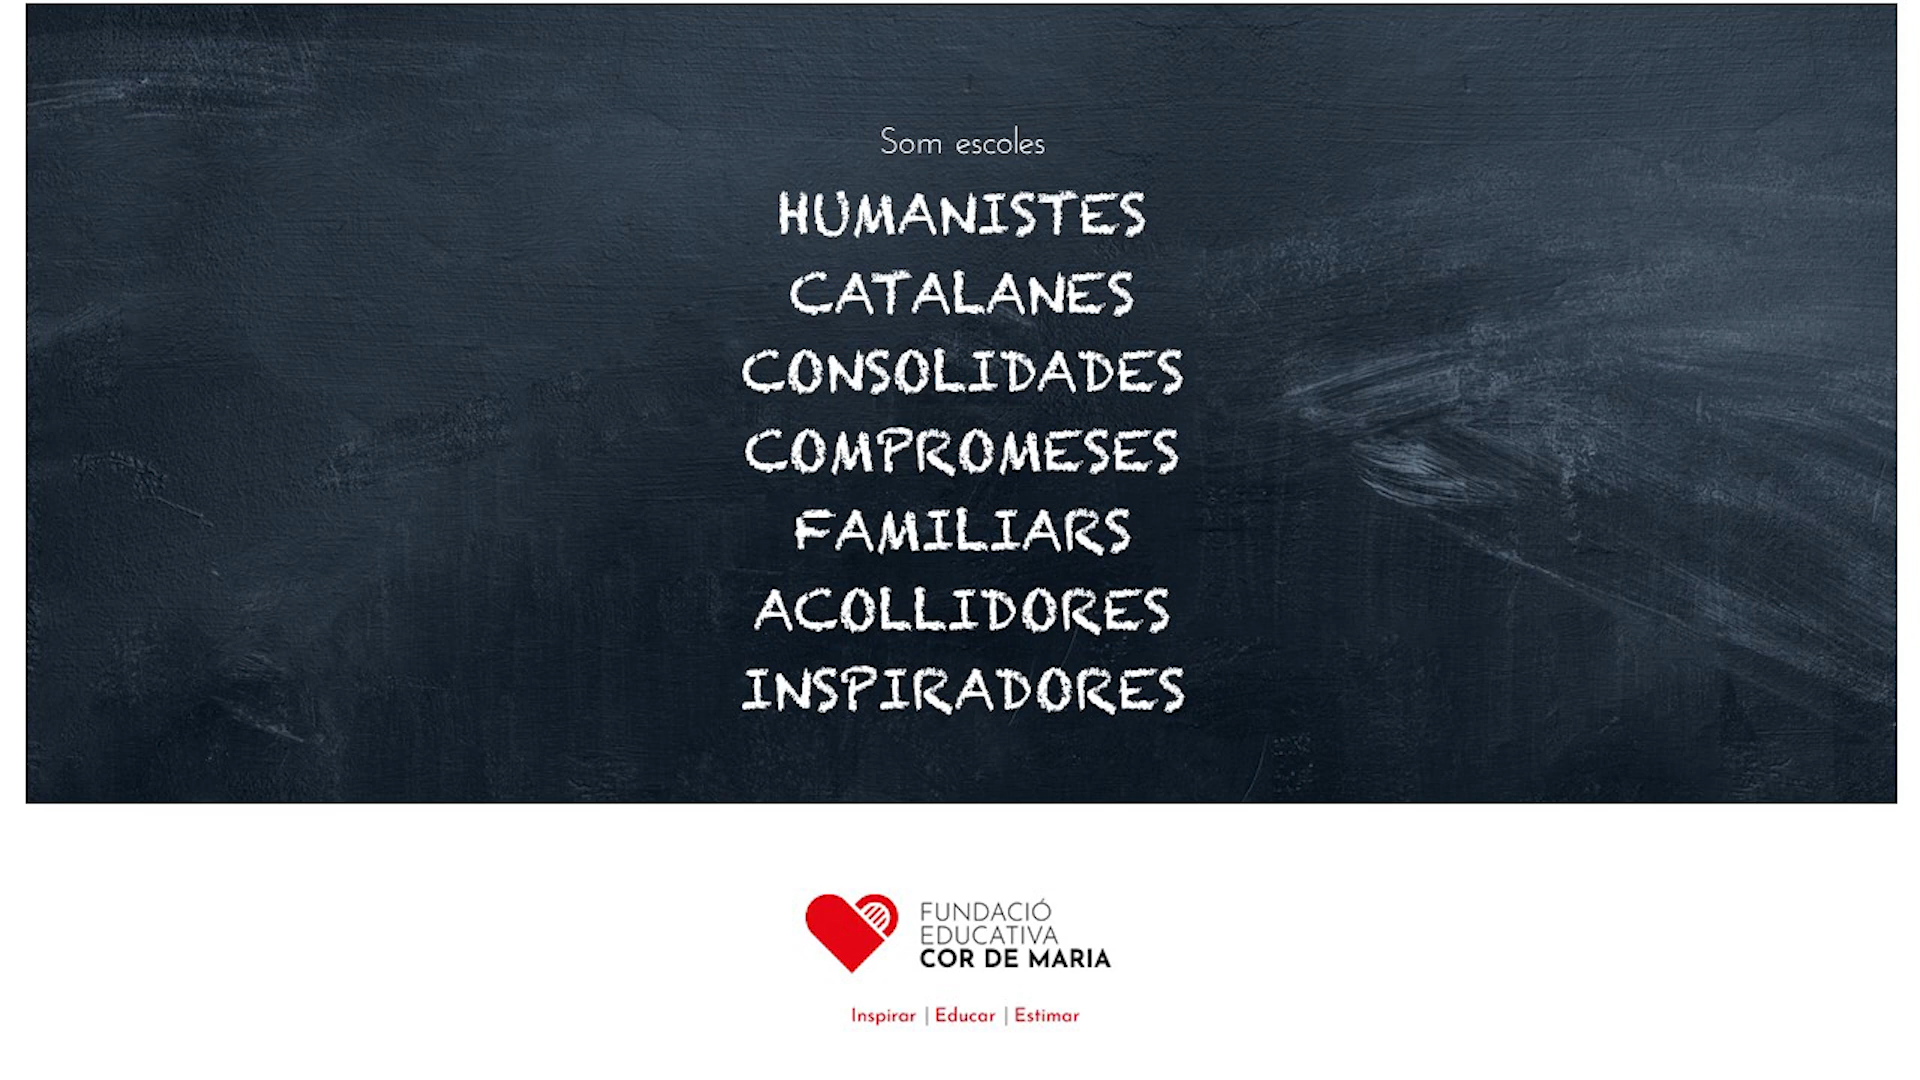 Som escoles
HUMANISTES
CATALANES
CONSOLIDADES
COMPROMESES
FAMILIARS
ACOLLIDORES
INSPIRADORES
FUNDACIÓ
EDUCATIVA
COR DE MARIA
Inspirar | Educar | Estimar